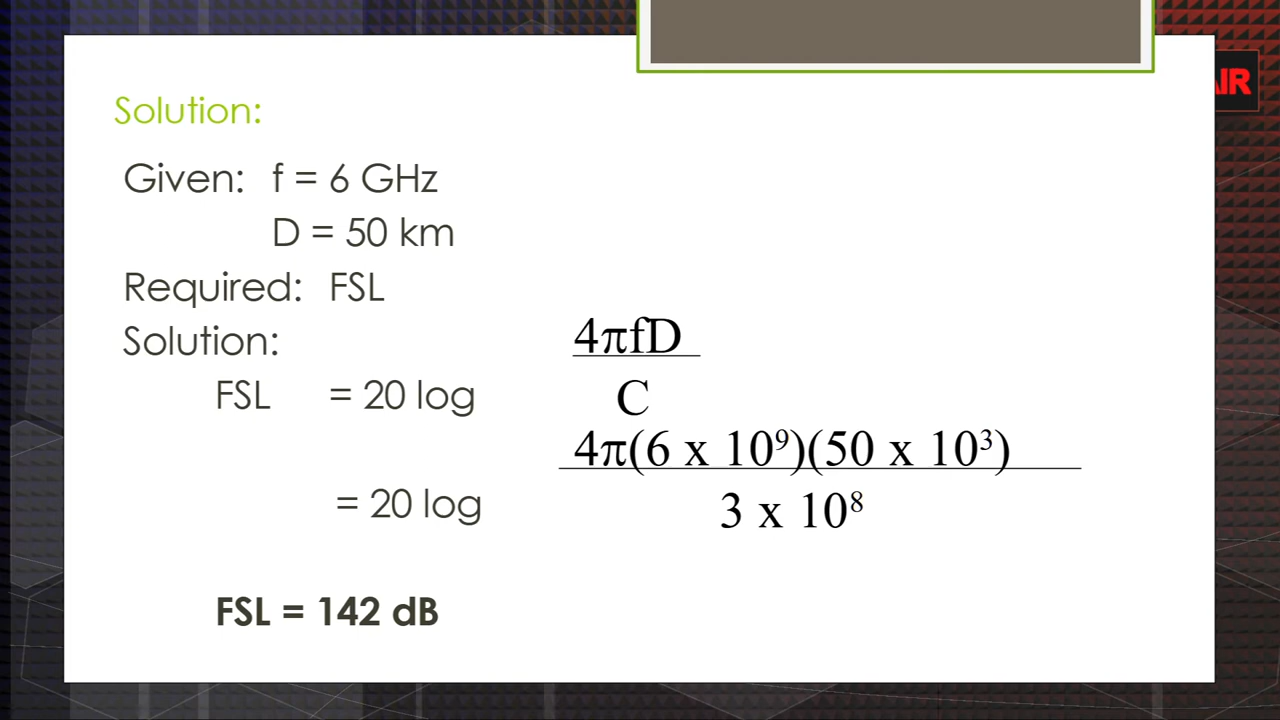 Solution:
Given: f = 6 GHz
D = 50 km
Required: FSL
Solution:
4πfD
FSL = 20 log
C
4π(6 x 10⁹)(50 x 10³)
= 20 log
3 x 10⁸
FSL = 142 dB